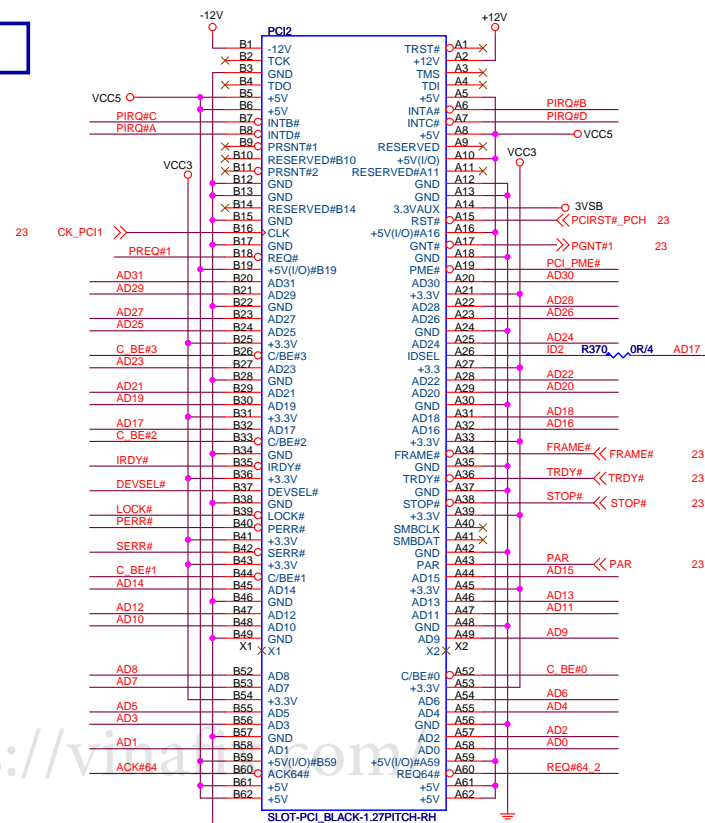 -12V
+12V
PCI2
B1 -12V TRST# A1
B2 TCK +12V A2
B3 GND TMS A3
B4 TDO TDI A4
VCC5 B5 +5V +5V A5
B6 +5V INTA# A6 PIRQ#B
PIRQ#C B7 INTB# INTC# A7 PIRQ#D
PIRQ#A B8 INTD# +5V A8 VCC5
B9 PRSNT#1 RESERVED A9
B10 RESERVED#B10 +5V(I/O) A10
B11 PRSNT#2 RESERVED#A11 A11
VCC3 VCC3
B12 GND GND A12
B13 GND GND A13
B14 RESERVED#B14 3.3VAUX A14 3VSB
B15 GND RST# A15 PCIRST#_PCH 23
23 CK_PCI1 B16 CLK +5V(I/O)#A16 A16
B17 GND GNT# A17 PGNT#1 23
PREQ#1 B18 REQ# GND A18
B19 +5V(I/O)#B19 PME# A19 PCI_PME#
AD31 B20 AD31 AD30 A20 AD30
AD29 B21 AD29 +3.3V A21
B22 GND AD28 A22 AD28
AD27 B23 AD27 AD26 A23 AD26
AD25 B24 AD25 GND A24
B25 +3.3V AD24 A25 AD24
C_BE#3 B26 C/BE#3 IDSEL A26 ID2 R370 0R/4 AD17
AD23 B27 AD23 +3.3 A27
B28 GND AD22 A28 AD22
AD21 B29 AD21 AD20 A29 AD20
AD19 B30 AD19 GND A30
B31 +3.3V AD18 A31 AD18
AD17 B32 AD17 AD16 A32 AD16
C_BE#2 B33 C/BE#2 +3.3V A33
B34 GND FRAME# A34 FRAME# FRAME# 23
IRDY# B35 IRDY# GND A35
B36 +3.3V TRDY# A36 TRDY# TRDY# 23
DEVSEL# B37 DEVSEL# GND A37
B38 GND STOP# A38 STOP# STOP# 23
LOCK# B39 LOCK# +3.3V A39
PERR# B40 PERR# SMBCLK A40
B41 +3.3V SMBDAT A41
SERR# B42 SERR# GND A42
B43 +3.3V PAR A43 PAR PAR 23
C_BE#1 B44 C/BE#1 AD15 A44 AD15
AD14 B45 AD14 +3.3V A45
B46 GND AD13 A46 AD13
AD12 B47 AD12 AD11 A47 AD11
AD10 B48 AD10 GND A48
B49 GND AD9 A49 AD9
X1 X1 X2 X2
AD8 B52 AD8 C/BE#0 A52 C_BE#0
AD7 B53 AD7 +3.3V A53
B54 +3.3V AD6 A54 AD6
AD5 B55 AD5 AD4 A55 AD4
AD3 B56 AD3 GND A56
B57 GND AD2 A57 AD2
AD1 B58 AD1 AD0 A58 AD0
B59 +5V(I/O)#B59 +5V(I/O)#A59 A59
ACK#64 B60 ACK64# REQ64# A60 REQ#64_2
B61 +5V +5V A61
B62 +5V +5V A62
SLOT-PCI_BLACK-1.27PITCH-RH